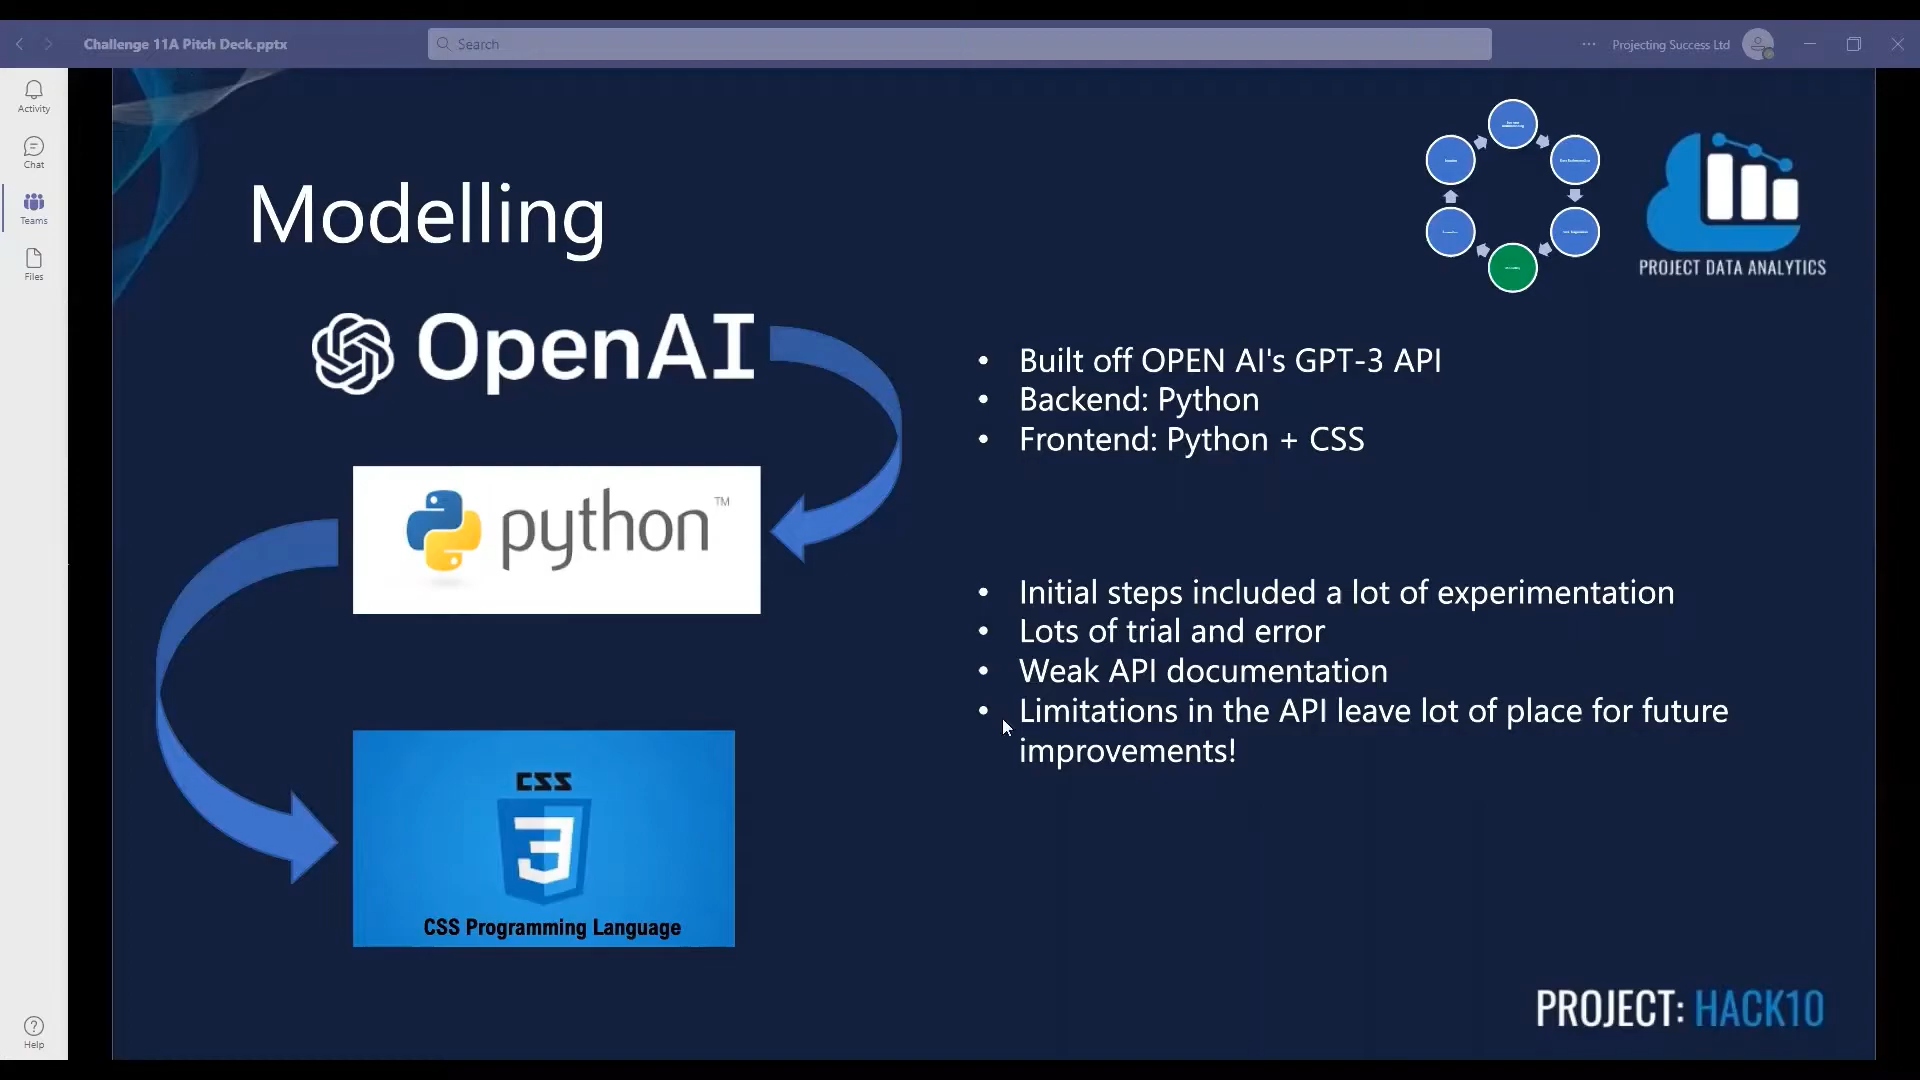 Challenge 11A Pitch Deck.pptx
Search
Projecting Success Ltd
Activity
Chat
Teams
Files
Help
Modelling
PROJECT DATA ANALYTICS
OpenAI
python™
CSS
3
CSS Programming Language
• Built off OPEN AI's GPT-3 API
• Backend: Python
• Frontend: Python + CSS
• Initial steps included a lot of experimentation
• Lots of trial and error
• Weak API documentation
• Limitations in the API leave lot of place for future
improvements!
PROJECT: HACK10